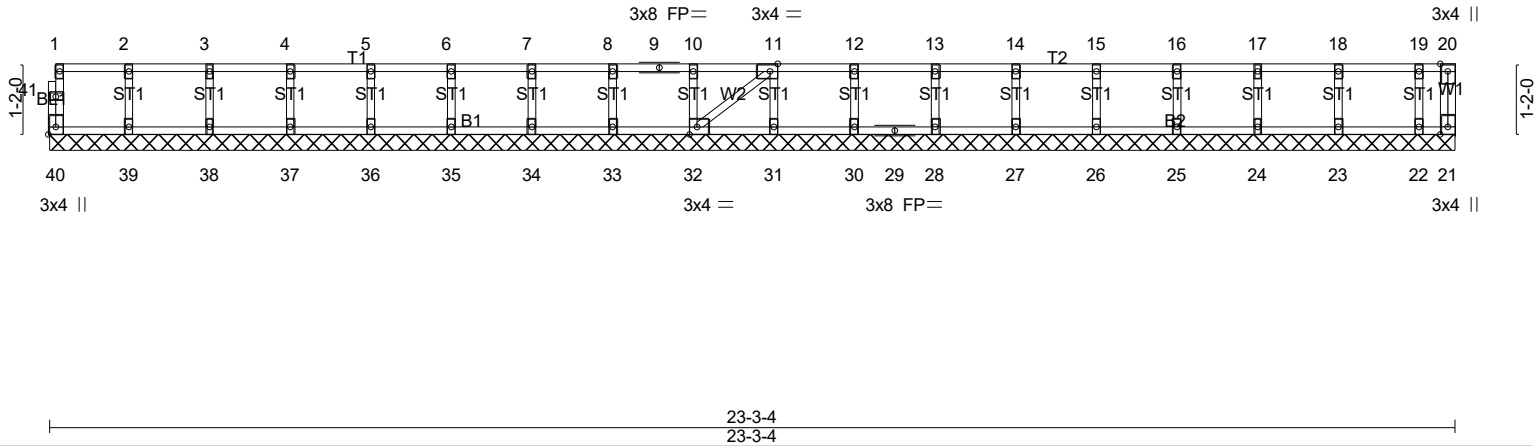 3x8 FP= 3x4 = 3x4 ||
1 2 3 4 5 6 7 8 9 10 11 12 13 14 15 16 17 18 19 20
T1 T2
1-2-0 41 BL1 ST1 ST1 ST1 ST1 ST1 ST1 ST1 ST1 W2 ST1 ST1 ST1 ST1 ST1 ST1 ST1 ST1 ST1 W1 1-2-0
B1 B2
40 39 38 37 36 35 34 33 32 31 30 29 28 27 26 25 24 23 22 21
3x4 || 3x4 = 3x8 FP= 3x4 ||
23-3-4
23-3-4